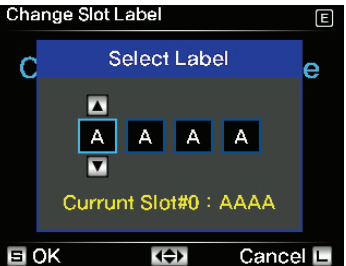 Change Slot Label E
C e
Select Label
A A A A
Currunt Slot#0 : AAAA
S OK Cancel L